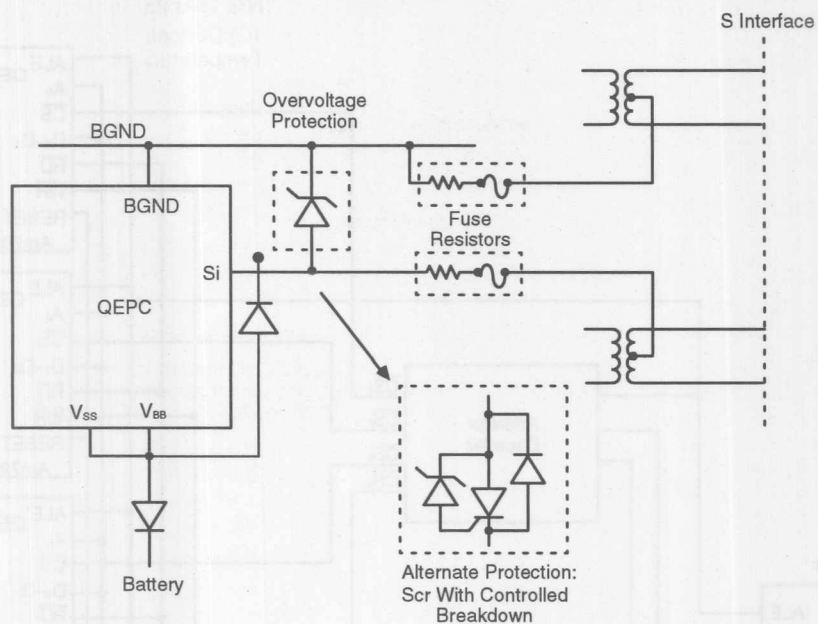 S Interface
Overvoltage
Protection
BGND
BGND
Fuse
Resistors
Si
QEPC
VSS
VBB
Battery
Alternate Protection:
Scr With Controlled
Breakdown